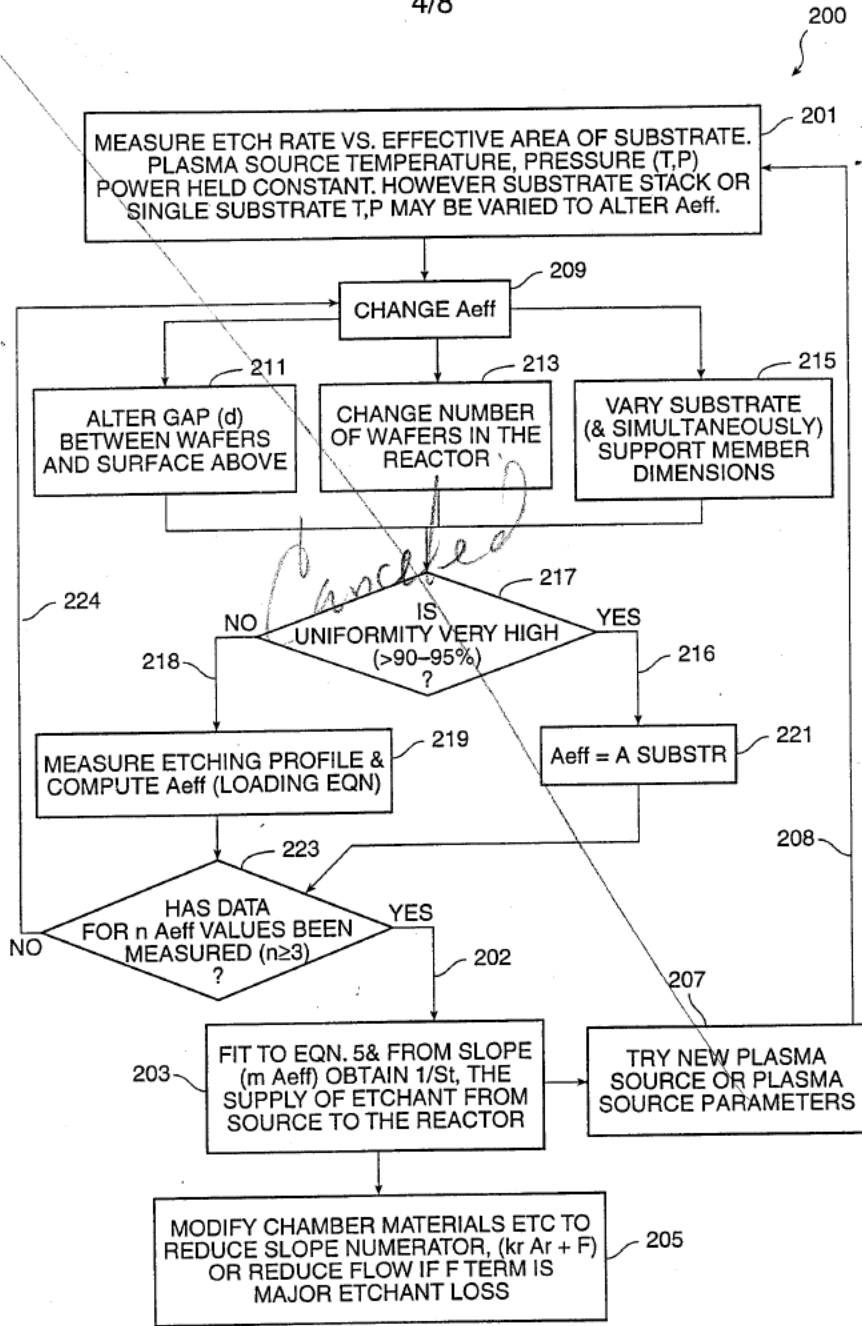 4/8
200
MEASURE ETCH RATE VS. EFFECTIVE AREA OF SUBSTRATE.
PLASMA SOURCE TEMPERATURE, PRESSURE (T,P)
POWER HELD CONSTANT. HOWEVER SUBSTRATE STACK OR
SINGLE SUBSTRATE T,P MAY BE VARIED TO ALTER Aeff.
201
209
CHANGE Aeff
211
ALTER GAP (d)
BETWEEN WAFERS
AND SURFACE ABOVE
213
CHANGE NUMBER
OF WAFERS IN THE
REACTOR
215
VARY SUBSTRATE
(& SIMULTANEOUSLY)
SUPPORT MEMBER
DIMENSIONS
Cancelled
224
217
NO
IS
UNIFORMITY VERY HIGH
(>90–95%)
?
YES
218
216
219
MEASURE ETCHING PROFILE &
COMPUTE Aeff (LOADING EQN)
221
Aeff = A SUBSTR
208
223
HAS DATA
FOR n Aeff VALUES BEEN
MEASURED (n≥3)
?
YES
NO
202
207
203
FIT TO EQN. 5& FROM SLOPE
(m Aeff) OBTAIN 1/St, THE
SUPPLY OF ETCHANT FROM
SOURCE TO THE REACTOR
TRY NEW PLASMA
SOURCE OR PLASMA
SOURCE PARAMETERS
MODIFY CHAMBER MATERIALS ETC TO
REDUCE SLOPE NUMERATOR, (kr Ar + F)
OR REDUCE FLOW IF F TERM IS
MAJOR ETCHANT LOSS
205